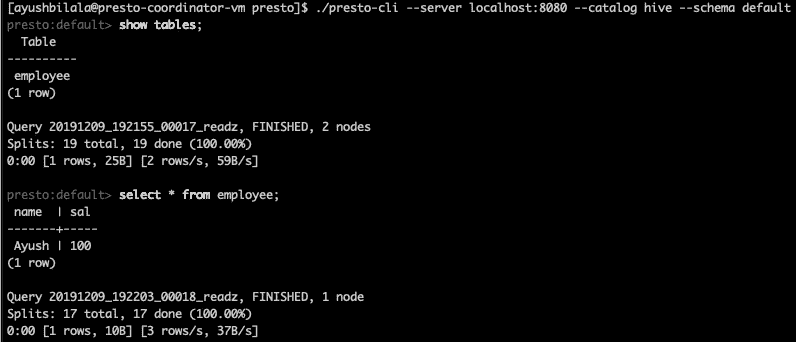 [ayushbilala@presto-coordinator-vm presto]$ ./presto-cli --server localhost:8080 --catalog hive --schema default
presto:default> show tables;
  Table
----------
 employee
(1 row)

Query 20191209_192155_00017_readz, FINISHED, 2 nodes
Splits: 19 total, 19 done (100.00%)
0:00 [1 rows, 25B] [2 rows/s, 59B/s]

presto:default> select * from employee;
 name  | sal
-------+-----
 Ayush | 100
(1 row)

Query 20191209_192203_00018_readz, FINISHED, 1 node
Splits: 17 total, 17 done (100.00%)
0:00 [1 rows, 10B] [3 rows/s, 37B/s]